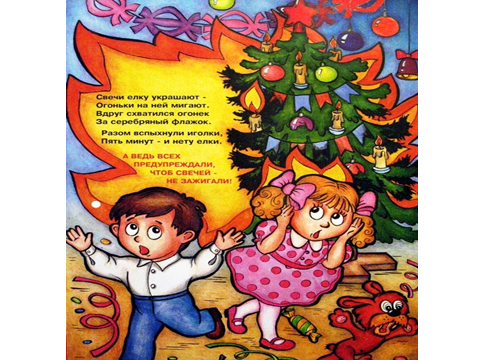 Свечи елку украшают -
Огоньки на ней мигают.
Вдруг схватился огонек
За серебряный флажок.
Разом вспыхнули иголки,
Пять минут - и нету елки.
А ВЕДЬ ВСЕХ
ПРЕДУПРЕЖДАЛИ,
ЧТОБ СВЕЧЕЙ -
НЕ ЗАЖИГАЛИ!